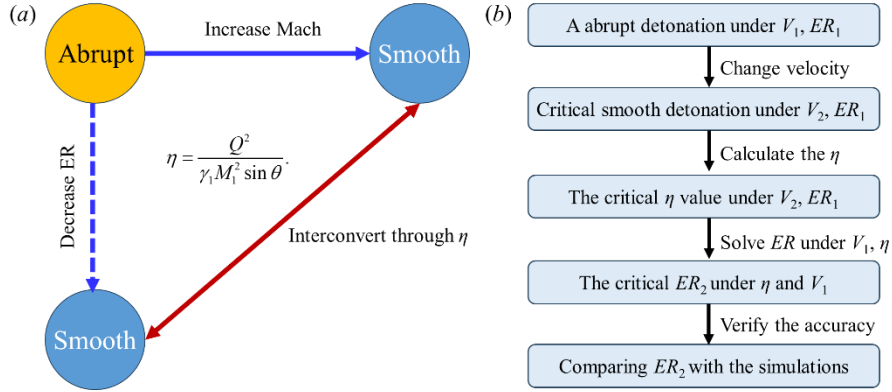 (a)
Abrupt
Increase Mach
Smooth
Decrease ER
η = Q² / γ₁M₁² sin θ.
Interconvert through η
Smooth
(b)
A abrupt detonation under V₁, ER₁
Change velocity
Critical smooth detonation under V₂, ER₁
Calculate the η
The critical η value under V₂, ER₁
Solve ER under V₁, η
The critical ER₂ under η and V₁
Verify the accuracy
Comparing ER₂ with the simulations